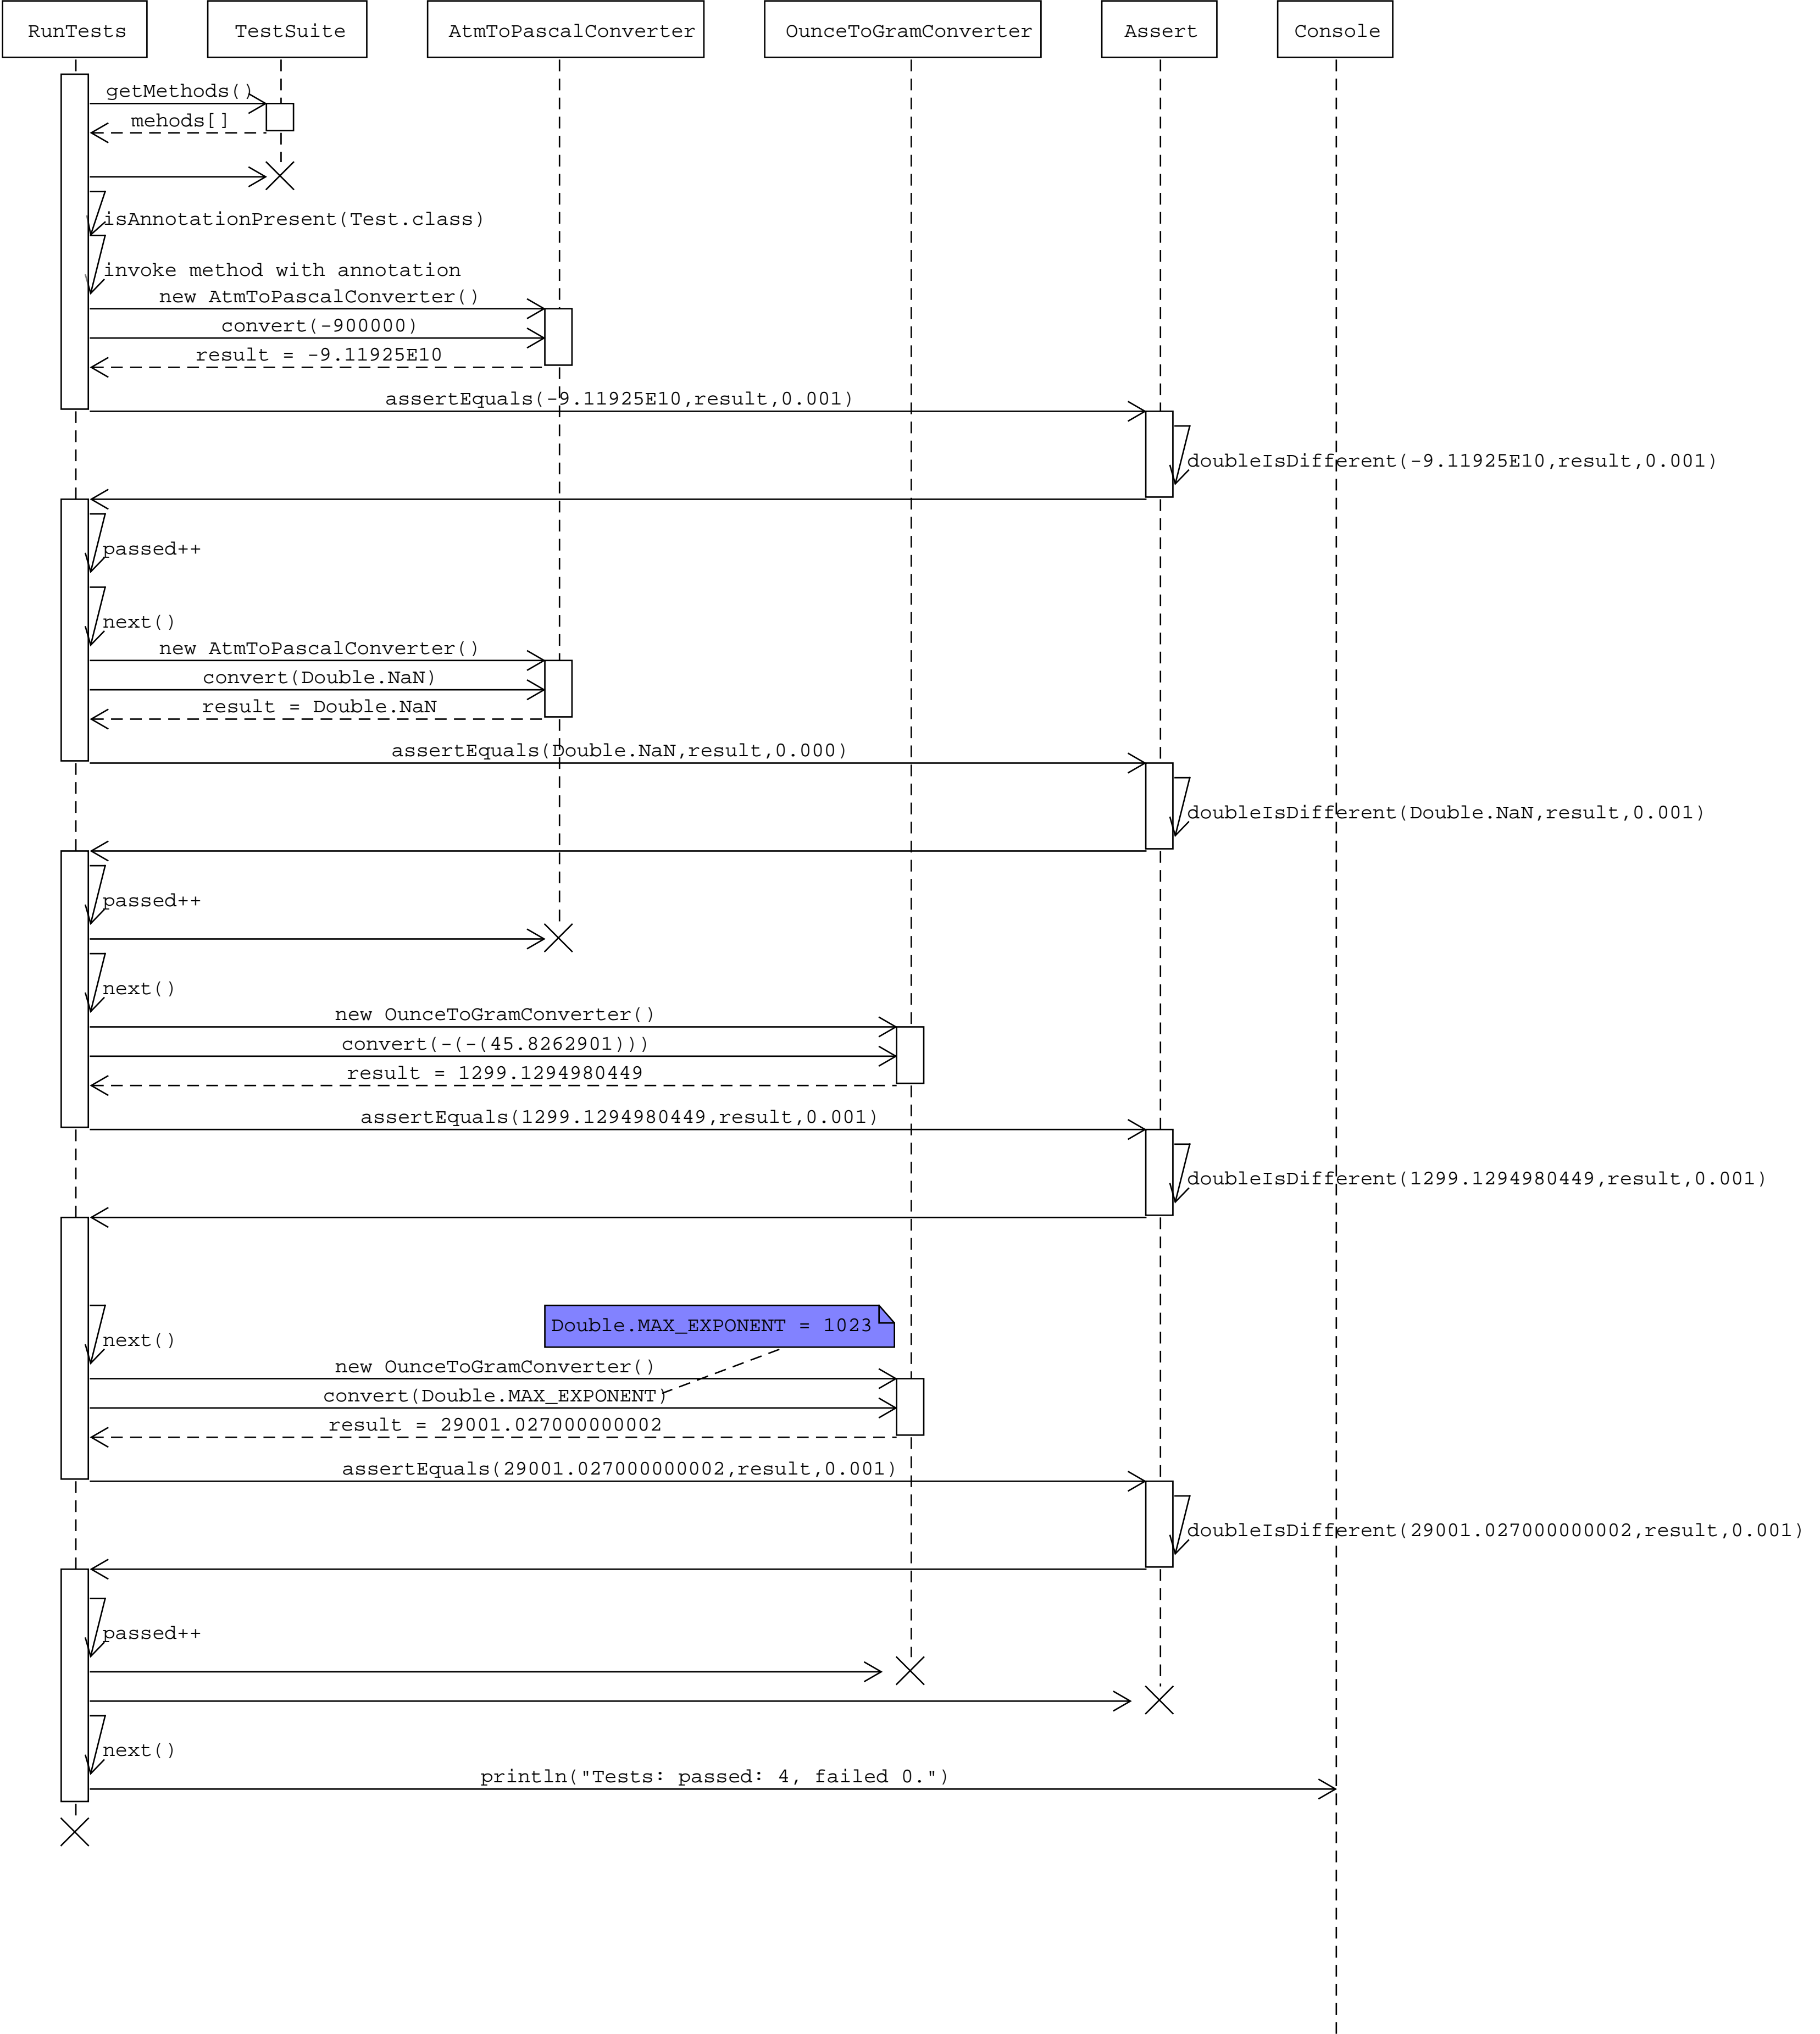 RunTests
TestSuite
AtmToPascalConverter
OunceToGramConverter
Assert
Console
getMethods()
mehods[]
isAnnotationPresent(Test.class)
invoke method with annotation
new AtmToPascalConverter()
convert(-900000)
result = -9.11925E10
assertEquals(-9.11925E10,result,0.001)
doubleIsDifferent(-9.11925E10,result,0.001)
passed++
next()
new AtmToPascalConverter()
convert(Double.NaN)
result = Double.NaN
assertEquals(Double.NaN,result,0.000)
doubleIsDifferent(Double.NaN,result,0.001)
passed++
next()
new OunceToGramConverter()
convert(-(-(45.8262901)))
result = 1299.1294980449
assertEquals(1299.1294980449,result,0.001)
doubleIsDifferent(1299.1294980449,result,0.001)
Double.MAX_EXPONENT = 1023
next()
new OunceToGramConverter()
convert(Double.MAX_EXPONENT)
result = 29001.027000000002
assertEquals(29001.027000000002,result,0.001)
doubleIsDifferent(29001.027000000002,result,0.001)
passed++
next()
println("Tests: passed: 4, failed 0.")